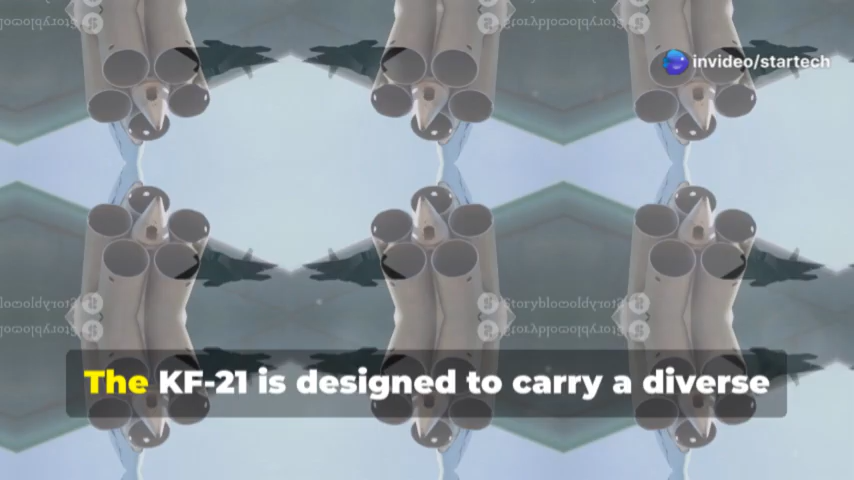 invideo/startech
The KF-21 is designed to carry a diverse